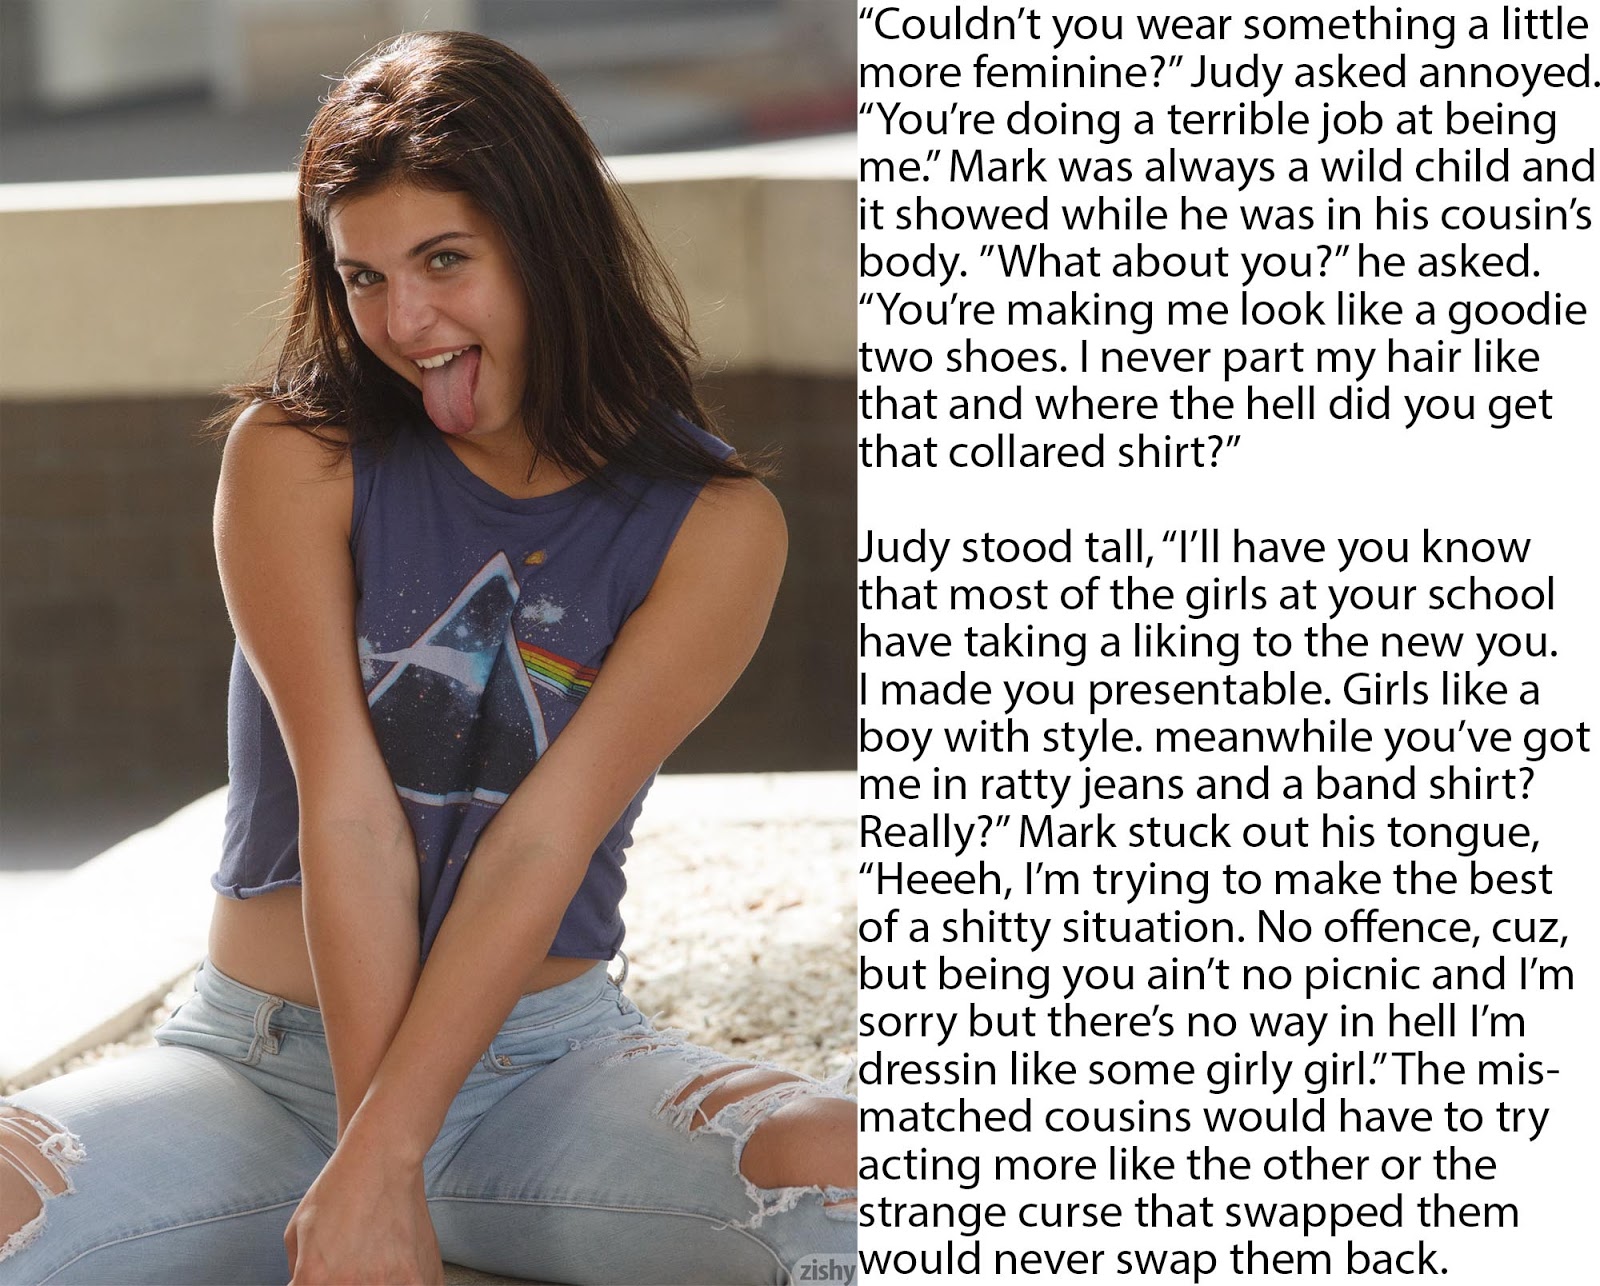 “Couldn’t you wear something a little
more feminine?” Judy asked annoyed.
“You’re doing a terrible job at being
me.” Mark was always a wild child and
it showed while he was in his cousin’s
body. ”What about you?” he asked.
“You’re making me look like a goodie
two shoes. I never part my hair like
that and where the hell did you get
that collared shirt?”
Judy stood tall, “I’ll have you know
that most of the girls at your school
have taking a liking to the new you.
I made you presentable. Girls like a
boy with style. meanwhile you’ve got
me in ratty jeans and a band shirt?
Really?” Mark stuck out his tongue,
“Heeeh, I’m trying to make the best
of a shitty situation. No offence, cuz,
but being you ain’t no picnic and I’m
sorry but there’s no way in hell I’m
dressin like some girly girl.” The mis-
matched cousins would have to try
acting more like the other or the
strange curse that swapped them
would never swap them back.
zishy